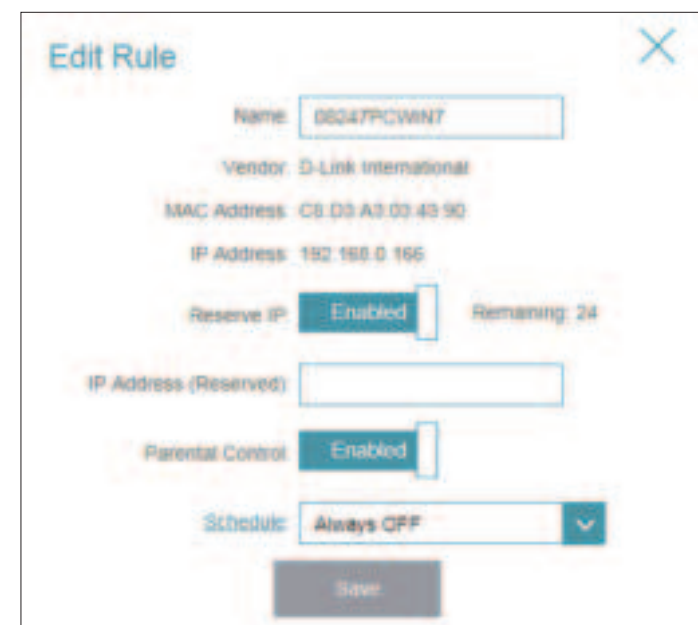 Edit Rule
Name: 08247PCWIN7
Vendor: D-Link International
MAC Address: C8:D3:A3:03:43:90
IP Address: 192.168.0.166
Reserve IP: Enabled Remaining: 24
IP Address (Reserved):
Parental Control: Enabled
Schedule: Always OFF
Save